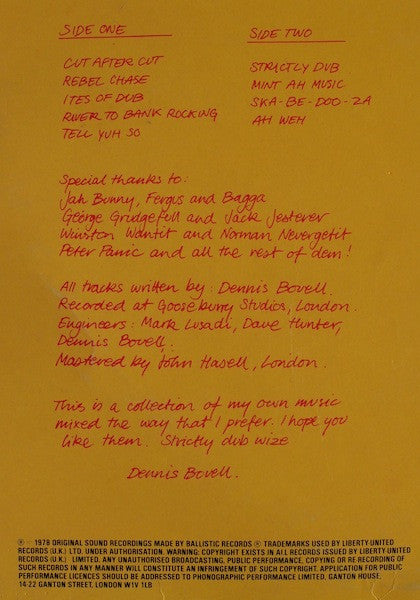 SIDE ONE
CUT AFTER CUT
REBEL CHASE
ITES OF DUB
RIVER TO BANK ROCKING
TELL YUH SO
SIDE TWO
STRICTLY DUB
MINT AH MUSIC
SKA-BE-DOO-ZA
AH WEH
Special thanks to:
Jah Bunny, Fergus and Bagga
George Grudgefull and Jack Jesterer
Winston Wantit and Norman Nevergetit
Peter Panic and all the rest of dem!
All tracks written by: Dennis Bovell.
Recorded at Gooseburry Studios, London.
Engineers: Mark Lusadi, Dave Hunter,
Dennis Bovell.
Mastered by John Hasell, London.
This is a collection of my own music
mixed the way that I prefer. I hope you
like them. Strictly dub wize
Dennis Bovell.
℗ 1978 ORIGINAL SOUND RECORDINGS MADE BY BALLISTIC RECORDS ® TRADEMARKS USED BY LIBERTY-UNITED
RECORDS (U.K.) LTD. UNDER AUTHORISATION. WARNING: COPYRIGHT EXISTS IN ALL RECORDS ISSUED BY LIBERTY-UNITED
RECORDS (U.K.) LIMITED. ANY UNAUTHORISED BROADCASTING, PUBLIC PERFORMANCE, COPYING OR RE-RECORDING OF
SUCH RECORDS IN ANY MANNER WILL CONSTITUTE AN INFRINGEMENT OF SUCH COPYRIGHT. APPLICATION FOR PUBLIC
PERFORMANCE LICENCES SHOULD BE ADDRESSED TO PHONOGRAPHIC PERFORMANCE LIMITED, GANTON HOUSE,
14-22 GANTON STREET, LONDON W1V 1LB